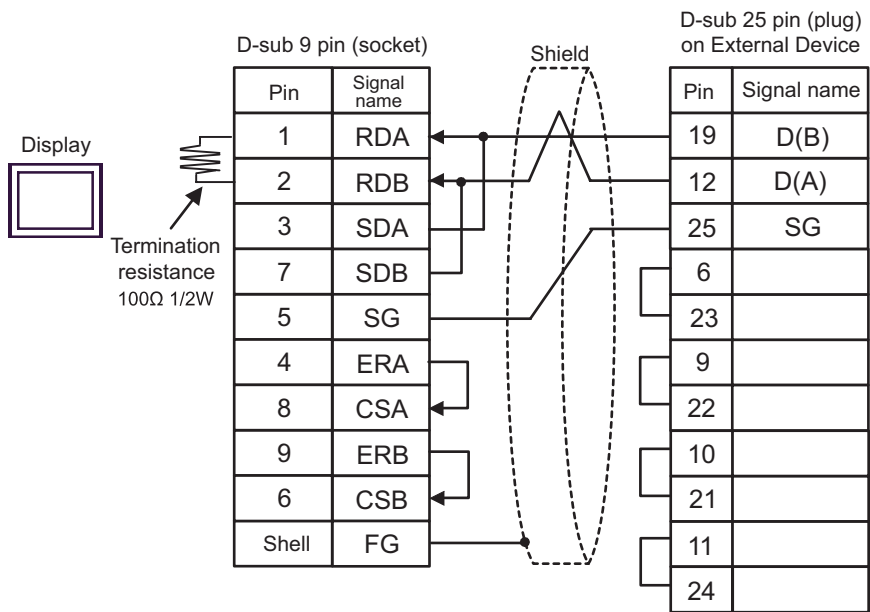 D-sub 25 pin (plug)
on External Device
D-sub 9 pin (socket)
Shield
Pin Signal name
1 RDA
2 RDB
3 SDA
7 SDB
5 SG
4 ERA
8 CSA
9 ERB
6 CSB
Shell FG
Display
Termination
resistance
100Ω 1/2W
Pin Signal name
19 D(B)
12 D(A)
25 SG
6
23
9
22
10
21
11
24